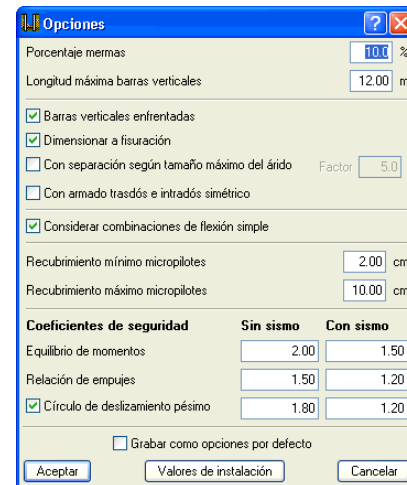 Opciones ?
Porcentaje mermas 10.0 %
Longitud máxima barras verticales 12.00 m
Barras verticales enfrentadas
Dimensionar a fisuración
Con separación según tamaño máximo del árido Factor 5.0
Con armado trasdós e intradós simétrico
Considerar combinaciones de flexión simple
Recubrimiento mínimo micropilotes 2.00 cm
Recubrimiento máximo micropilotes 10.00 cm
Coeficientes de seguridad Sin sismo Con sismo
Equilibrio de momentos 2.00 1.50
Relación de empujes 1.50 1.20
Círculo de deslizamiento pésimo 1.80 1.20
Grabar como opciones por defecto
Aceptar Valores de instalación Cancelar